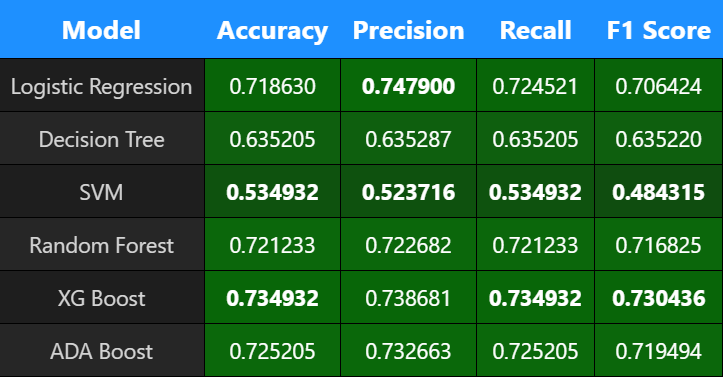 Model Accuracy Precision Recall F1 Score
Logistic Regression 0.718630 0.747900 0.724521 0.706424
Decision Tree 0.635205 0.635287 0.635205 0.635220
SVM 0.534932 0.523716 0.534932 0.484315
Random Forest 0.721233 0.722682 0.721233 0.716825
XG Boost 0.734932 0.738681 0.734932 0.730436
ADA Boost 0.725205 0.732663 0.725205 0.719494